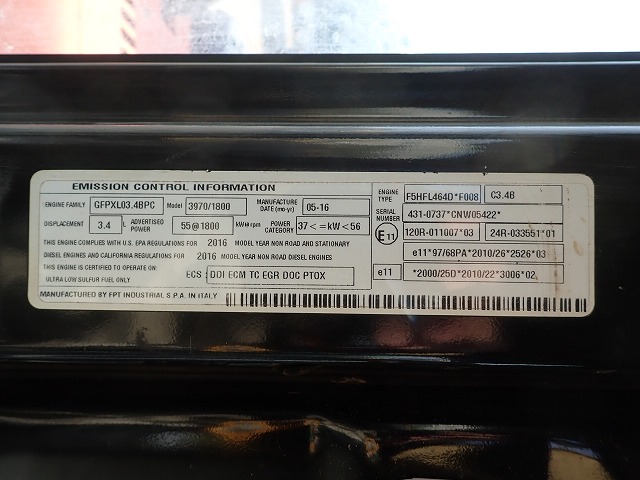 EMISSION CONTROL INFORMATION
ENGINE FAMILY GFPXL03.4BPC Model 3970/1800 MANUFACTURE DATE (mo-yr) 05-16
DISPLACEMENT 3.4 L ADVERTISED POWER 55@1800 kW@rpm POWER CATEGORY 37<=kW<56
THIS ENGINE COMPLIES WITH U.S. EPA REGULATIONS FOR 2016 MODEL YEAR NON ROAD AND STATIONARY
DIESEL ENGINES AND CALIFORNIA REGULATIONS FOR 2016 MODEL YEAR NON ROAD DIESEL ENGINES
THIS ENGINE IS CERTIFIED TO OPERATE ON: ECS : DDI ECM TC EGR DOC PTOX
ULTRA LOW SULFUR FUEL ONLY
MANUFACTURED BY FPT INDUSTRIAL S.P.A. IN ITALY
ENGINE TYPE F5HFL464D*F008 C3.4B
SERIAL NUMBER 431-0737*CNW05422*
E11 120R-011007*03 24R-033551*01
e11*97/68PA*2010/26*2526*03
e11 *2000/25D*2010/22*3006*02